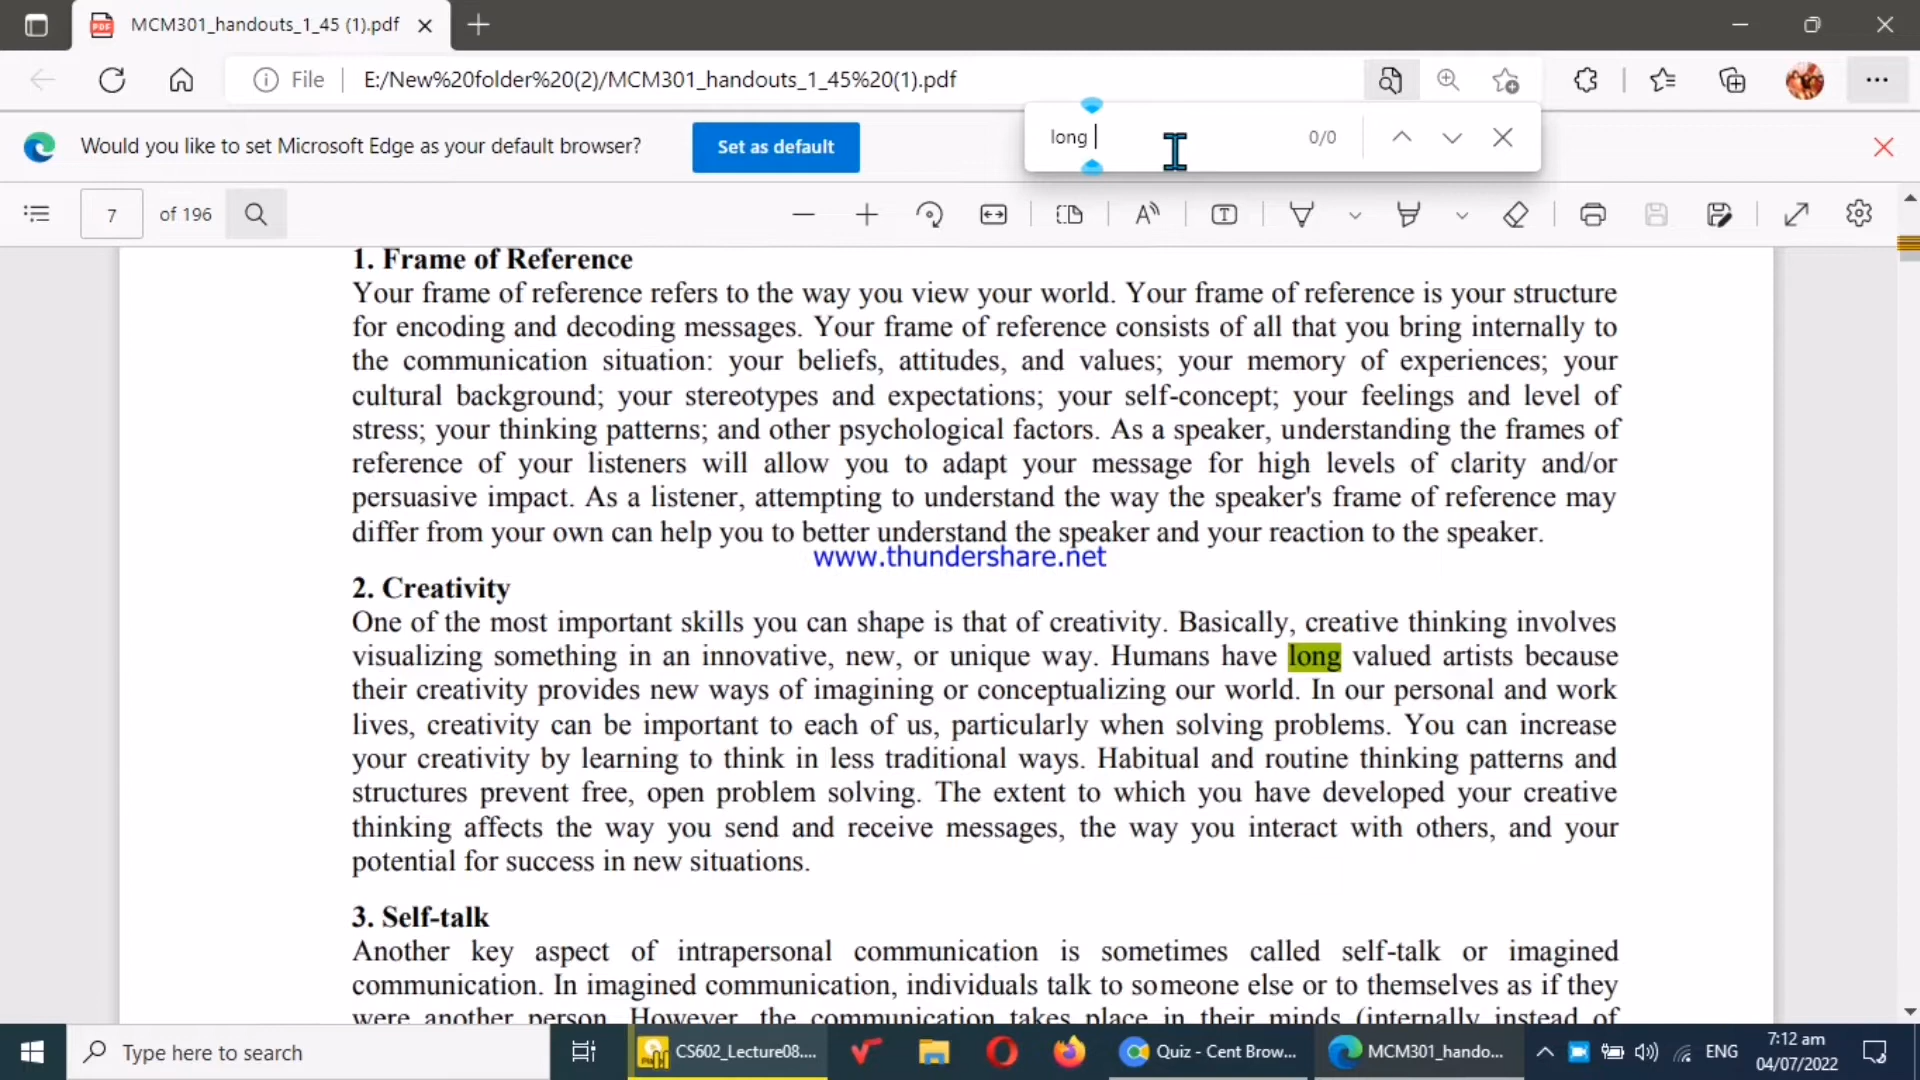 MCM301_handouts_1_45 (1).pdf
File
E:/New%20folder%20(2)/MCM301_handouts_1_45%20(1).pdf
long
0/0
Would you like to set Microsoft Edge as your default browser?
Set as default
7
of 196
1. Frame of Reference
Your frame of reference refers to the way you view your world. Your frame of reference is your structure
for encoding and decoding messages. Your frame of reference consists of all that you bring internally to
the communication situation: your beliefs, attitudes, and values; your memory of experiences; your
cultural background; your stereotypes and expectations; your self-concept; your feelings and level of
stress; your thinking patterns; and other psychological factors. As a speaker, understanding the frames of
reference of your listeners will allow you to adapt your message for high levels of clarity and/or
persuasive impact. As a listener, attempting to understand the way the speaker's frame of reference may
differ from your own can help you to better understand the speaker and your reaction to the speaker.
www.thundershare.net
2. Creativity
One of the most important skills you can shape is that of creativity. Basically, creative thinking involves
visualizing something in an innovative, new, or unique way. Humans have long valued artists because
their creativity provides new ways of imagining or conceptualizing our world. In our personal and work
lives, creativity can be important to each of us, particularly when solving problems. You can increase
your creativity by learning to think in less traditional ways. Habitual and routine thinking patterns and
structures prevent free, open problem solving. The extent to which you have developed your creative
thinking affects the way you send and receive messages, the way you interact with others, and your
potential for success in new situations.
3. Self-talk
Another key aspect of intrapersonal communication is sometimes called self-talk or imagined
communication. In imagined communication, individuals talk to someone else or to themselves as if they
were another person. However, the communication takes place in their minds (internally instead of
Type here to search
CS602_Lecture08....
Quiz - Cent Brow...
MCM301_hando...
ENG
7:12 am
04/07/2022